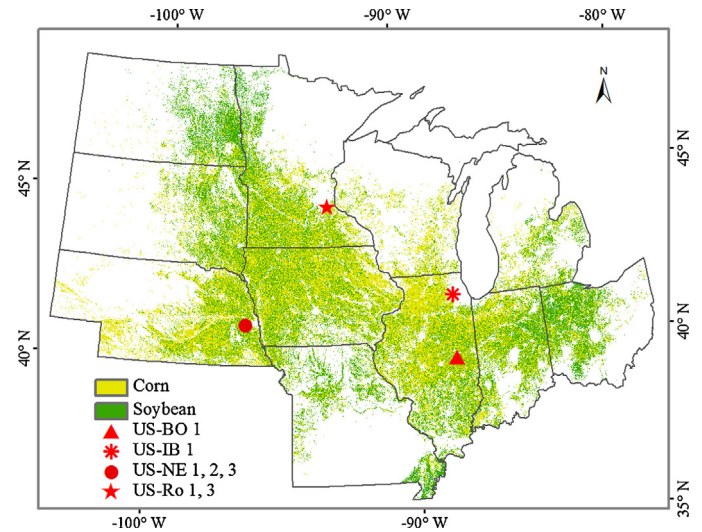 -100° W
-90° W
-80° W
N
45° N
45° N
40° N
40° N
35° N
Corn
Soybean
US-BO 1
US-IB 1
US-NE 1, 2, 3
US-Ro 1, 3
-100° W
-90° W